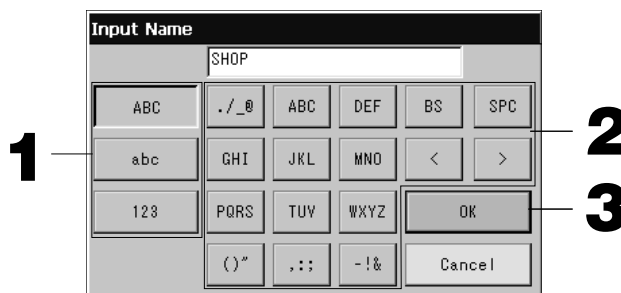 Input Name
SHOP
ABC ./_@ ABC DEF BS SPC
abc GHI JKL MNO < >
123 PQRS TUV WXYZ OK
()" ,:; -!& Cancel
1
2
3